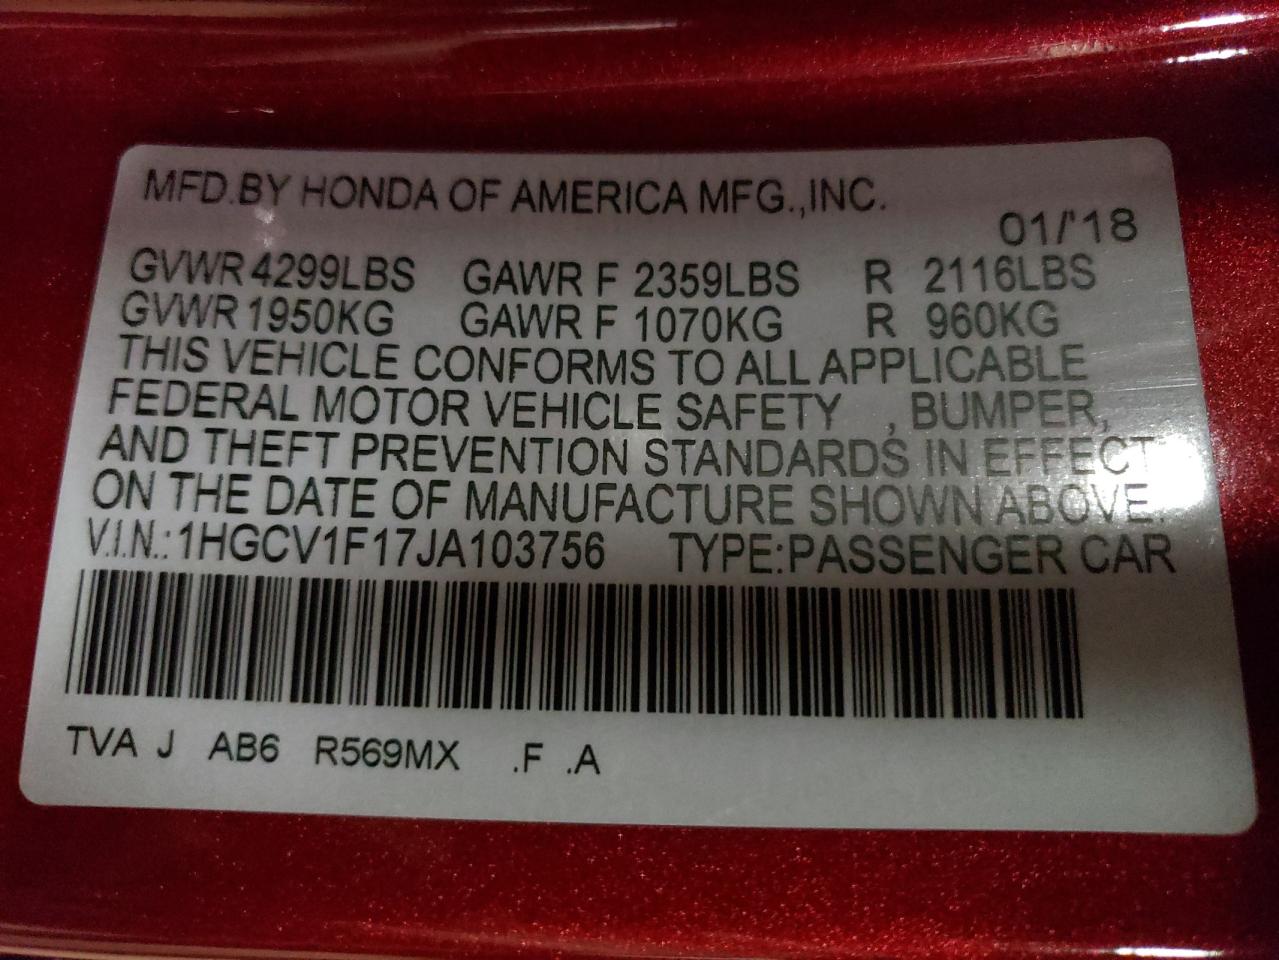 MFD.BY HONDA OF AMERICA MFG.,INC.
01/'18
GVWR 4299LBS GAWR F 2359LBS R 2116LBS
GVWR 1950KG GAWR F 1070KG R 960KG
THIS VEHICLE CONFORMS TO ALL APPLICABLE
FEDERAL MOTOR VEHICLE SAFETY , BUMPER,
AND THEFT PREVENTION STANDARDS IN EFFECT
ON THE DATE OF MANUFACTURE SHOWN ABOVE.
V.I.N.:1HGCV1F17JA103756 TYPE:PASSENGER CAR
TVA J AB6 R569MX .F .A